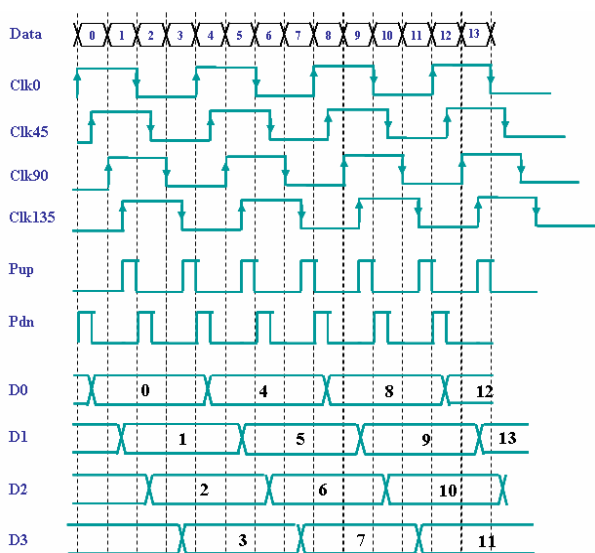 Data 0 1 2 3 4 5 6 7 8 9 10 11 12 13
Clk0
Clk45
Clk90
Clk135
Pup
Pdn
D0 0 4 8 12
D1 1 5 9 13
D2 2 6 10
D3 3 7 11